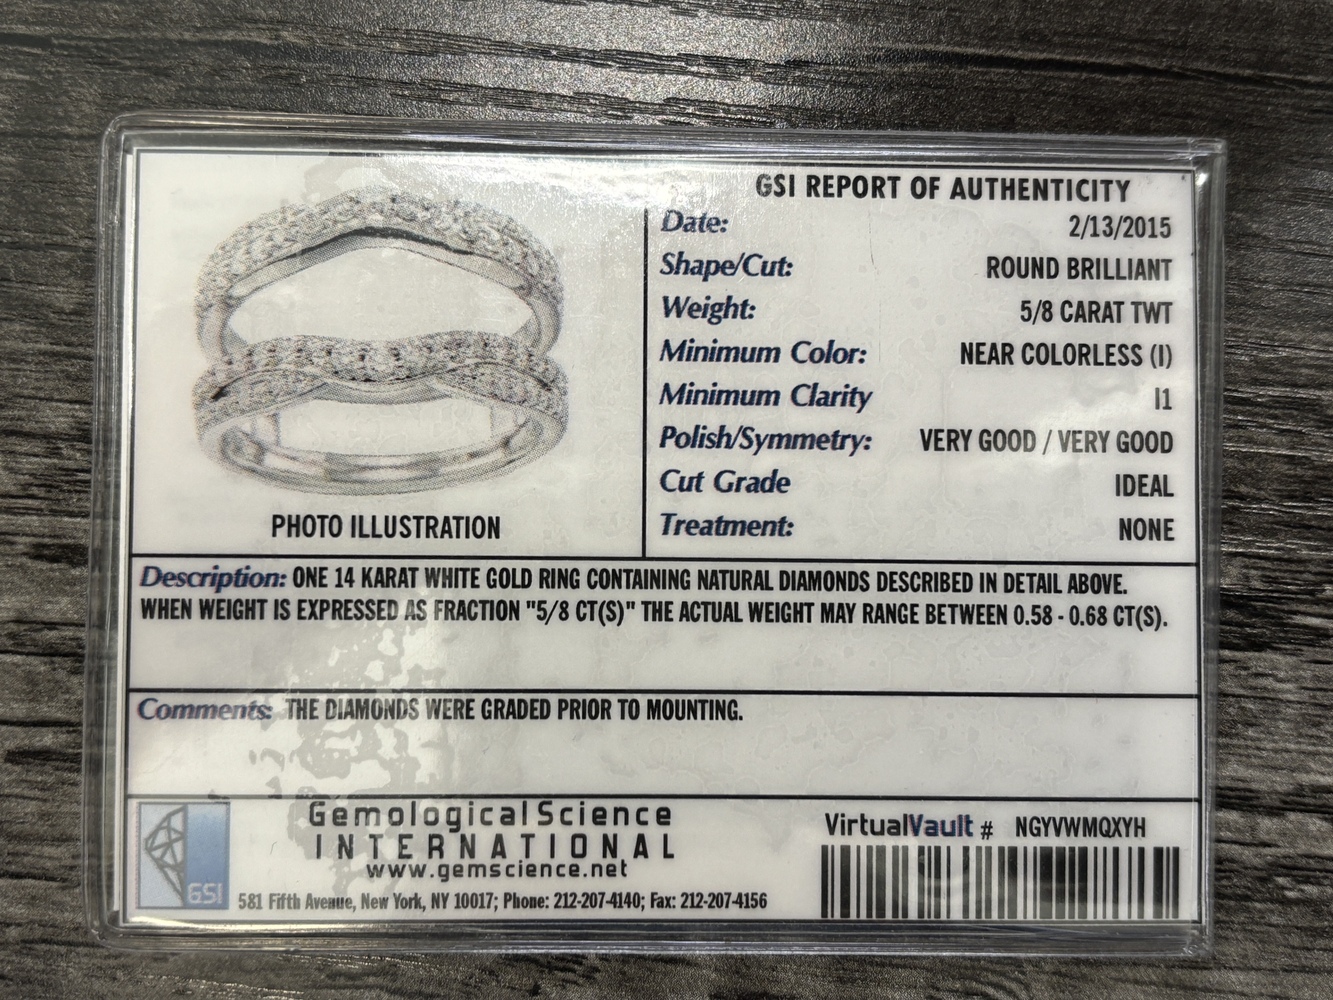 GSI REPORT OF AUTHENTICITY
Date: 2/13/2015
Shape/Cut: ROUND BRILLIANT
Weight: 5/8 CARAT TWT
Minimum Color: NEAR COLORLESS (I)
Minimum Clarity I1
Polish/Symmetry: VERY GOOD / VERY GOOD
Cut Grade IDEAL
Treatment: NONE
PHOTO ILLUSTRATION
Description: ONE 14 KARAT WHITE GOLD RING CONTAINING NATURAL DIAMONDS DESCRIBED IN DETAIL ABOVE.
WHEN WEIGHT IS EXPRESSED AS FRACTION "5/8 CT(S)" THE ACTUAL WEIGHT MAY RANGE BETWEEN 0.58 - 0.68 CT(S).
Comments: THE DIAMONDS WERE GRADED PRIOR TO MOUNTING.
GSI
Gemological Science
INTERNATIONAL
www.gemscience.net
581 Fifth Avenue, New York, NY 10017; Phone: 212-207-4140; Fax: 212-207-4156
VirtualVault # NGYVWMQXYH